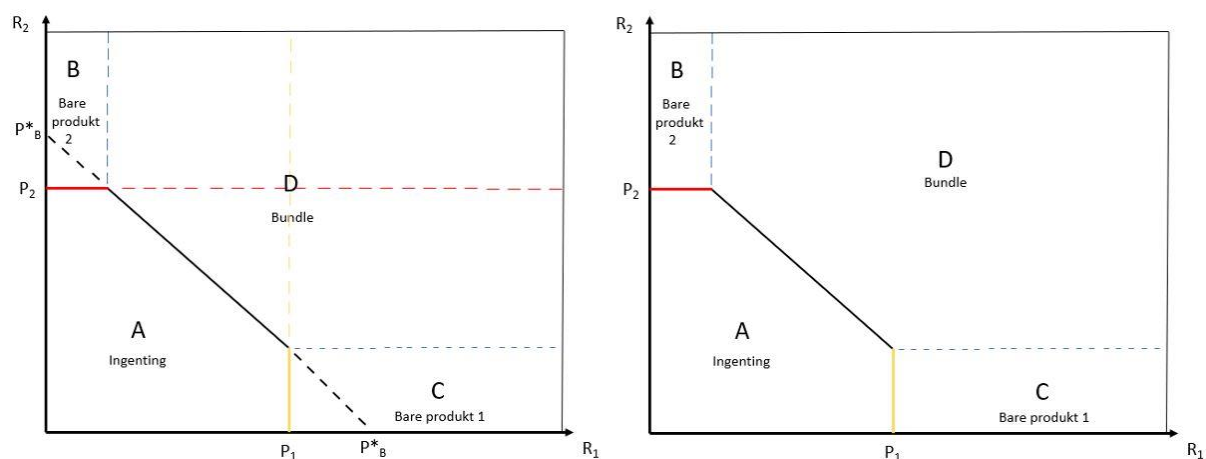 R2
B
Bare
produkt
2
P*B
P2
D
Bundle
A
Ingenting
C
Bare produkt 1
P1
P*B
R1
R2
B
Bare
produkt
2
P2
D
Bundle
A
Ingenting
C
Bare produkt 1
P1
R1